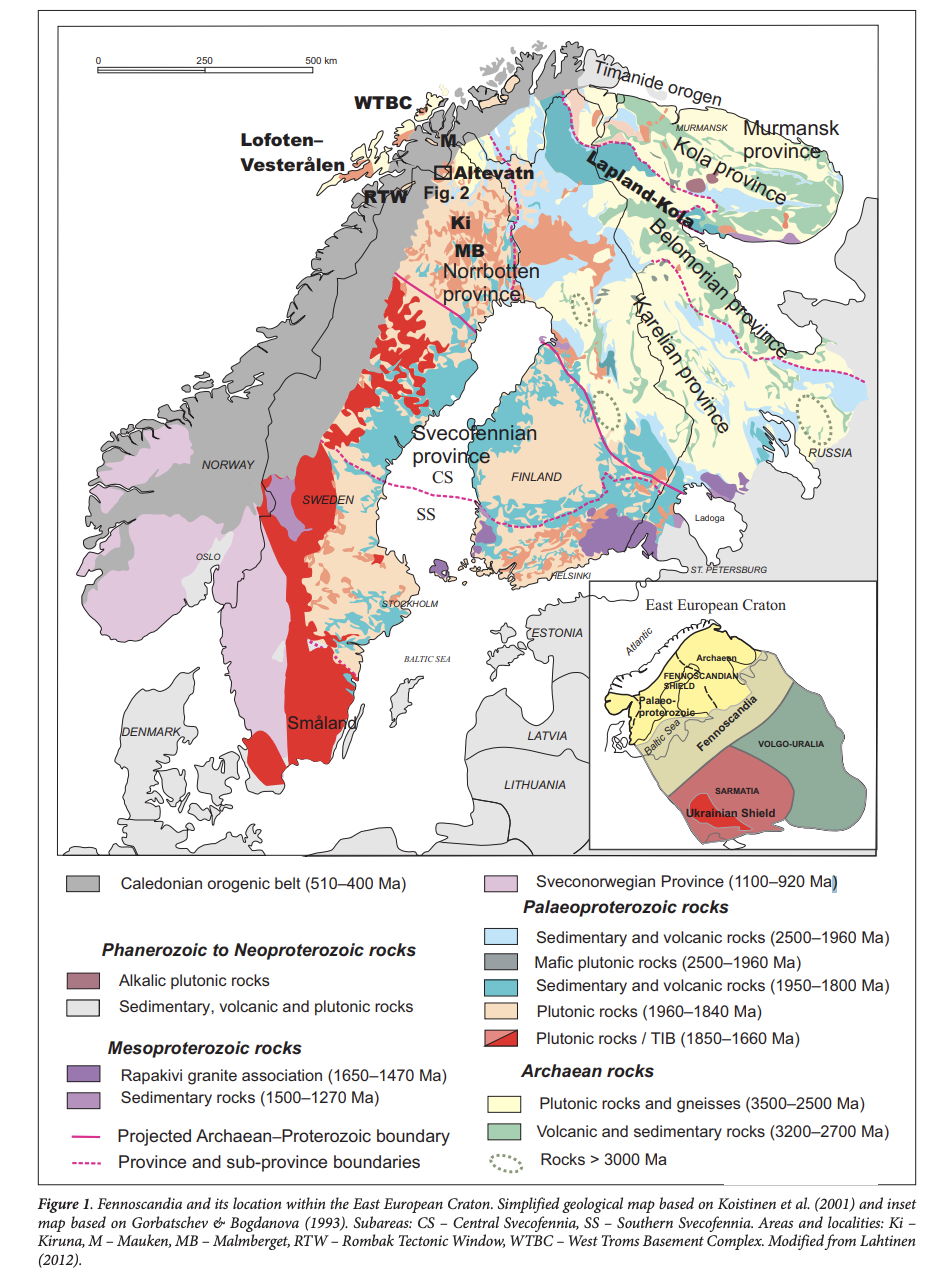 0 250 500 km
Timanide orogen
WTBC
MURMANSK
Murmansk
province
Lofoten–
Vesterålen
M
Kola province
Altevatn
Fig. 2
Lapland-Kola
RTW
Ki
MB
Belomorian province
Norrbotten
province
Karelian province
Svecofennian
province
NORWAY
CS
FINLAND
RUSSIA
SWEDEN
SS
Ladoga
OSLO
ST. PETERSBURG
HELSINKI
STOCKHOLM
East European Craton
ESTONIA
Atlantic
BALTIC SEA
Archaean
FENNOSCANDIAN
SHIELD
Palaeo-
proterozoic
Småland
Baltic Sea
Fennoscandia
DENMARK
LATVIA
VOLGO-URALIA
LITHUANIA
SARMATIA
Ukrainian Shield
Caledonian orogenic belt (510–400 Ma)
Phanerozoic to Neoproterozoic rocks
Alkalic plutonic rocks
Sedimentary, volcanic and plutonic rocks
Mesoproterozoic rocks
Rapakivi granite association (1650–1470 Ma)
Sedimentary rocks (1500–1270 Ma)
Projected Archaean–Proterozoic boundary
Province and sub-province boundaries
Sveconorwegian Province (1100–920 Ma)
Palaeoproterozoic rocks
Sedimentary and volcanic rocks (2500–1960 Ma)
Mafic plutonic rocks (2500–1960 Ma)
Sedimentary and volcanic rocks (1950–1800 Ma)
Plutonic rocks (1960–1840 Ma)
Plutonic rocks / TIB (1850–1660 Ma)
Archaean rocks
Plutonic rocks and gneisses (3500–2500 Ma)
Volcanic and sedimentary rocks (3200–2700 Ma)
Rocks > 3000 Ma
Figure 1. Fennoscandia and its location within the East European Craton. Simplified geological map based on Koistinen et al. (2001) and inset
map based on Gorbatschev & Bogdanova (1993). Subareas: CS – Central Svecofennia, SS – Southern Svecofennia. Areas and localities: Ki –
Kiruna, M – Mauken, MB – Malmberget, RTW – Rombak Tectonic Window, WTBC – West Troms Basement Complex. Modified from Lahtinen
(2012).